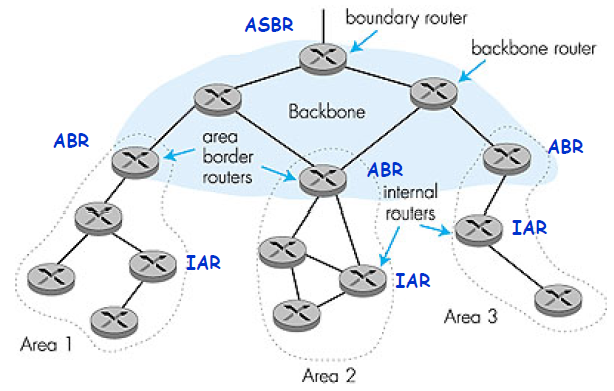 boundary router
ASBR
backbone router
Backbone
ABR
area
border
routers
ABR
ABR
internal
routers
IAR
IAR
IAR
Area 3
Area 1
Area 2